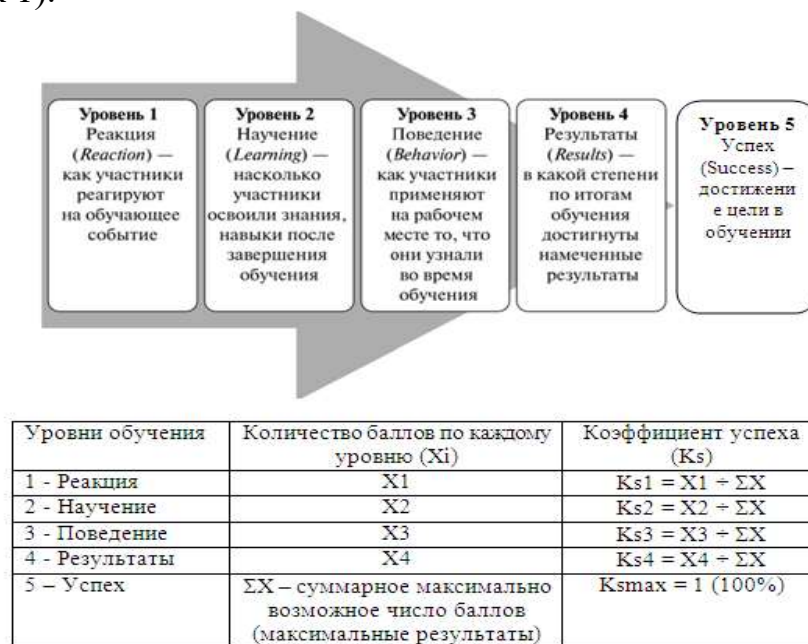 к 1).
Уровень 1
Реакция
(Reaction) —
как участники
реагируют
на обучающее
событие
Уровень 2
Научение
(Learning) —
насколько
участники
освоили знания,
навыки после
завершения
обучения
Уровень 3
Поведение
(Behavior) —
как участники
применяют
на рабочем
месте то, что
они узнали
во время
обучения
Уровень 4
Результаты
(Results) —
в какой степени
по итогам
обучения
достигнуты
намеченные
результаты
Уровень 5
Успех
(Success) –
достижени
е цели в
обучении
Уровни обучения
Количество баллов по каждому
уровню (Xi)
Коэффициент успеха
(Ks)
1 - Реакция
X1
Ks1 = X1 ÷ ΣX
2 - Научение
X2
Ks2 = X2 ÷ ΣX
3 - Поведение
X3
Ks3 = X3 ÷ ΣX
4 - Результаты
X4
Ks4 = X4 ÷ ΣX
5 – Успех
ΣX – суммарное максимально
возможное число баллов
(максимальные результаты)
Ksmax = 1 (100%)